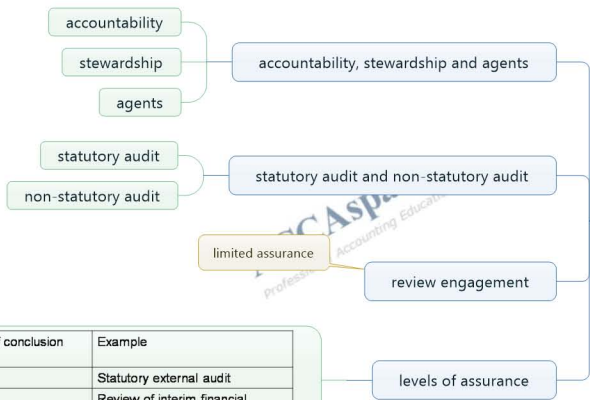 accountability
stewardship
agents
accountability, stewardship and agents
statutory audit
non-statutory audit
statutory audit and non-statutory audit
Accounting
limited assurance
review engagement
conclusion
Example
Statutory external audit
Review of interim financial
levels of assurance